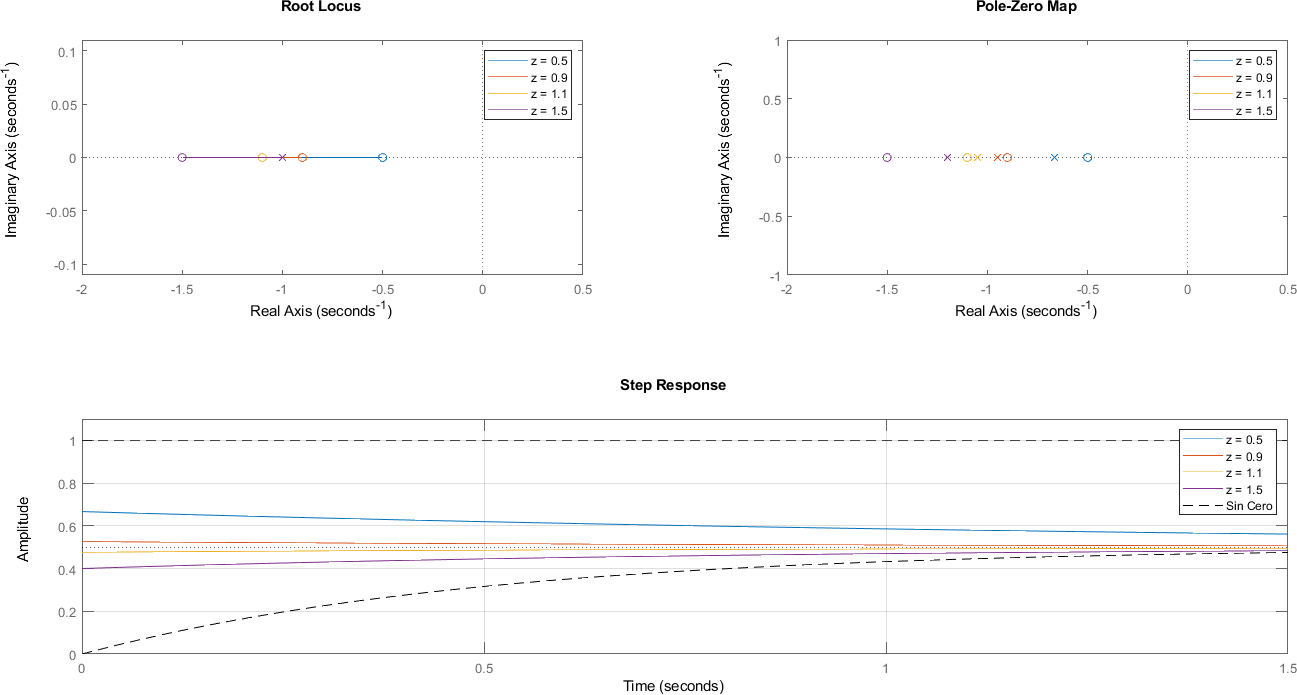 Root Locus
Imaginary Axis (seconds-1)
0.1
0.05
0
-0.05
-0.1
-2
-1.5
-1
-0.5
0
0.5
Real Axis (seconds-1)
z = 0.5
z = 0.9
z = 1.1
z = 1.5
Pole-Zero Map
Imaginary Axis (seconds-1)
1
0.5
0
-0.5
-1
-2
-1.5
-1
-0.5
0
0.5
Real Axis (seconds-1)
z = 0.5
z = 0.9
z = 1.1
z = 1.5
Step Response
Amplitude
1
0.8
0.6
0.4
0.2
0
0
0.5
1
1.5
Time (seconds)
z = 0.5
z = 0.9
z = 1.1
z = 1.5
Sin Cero